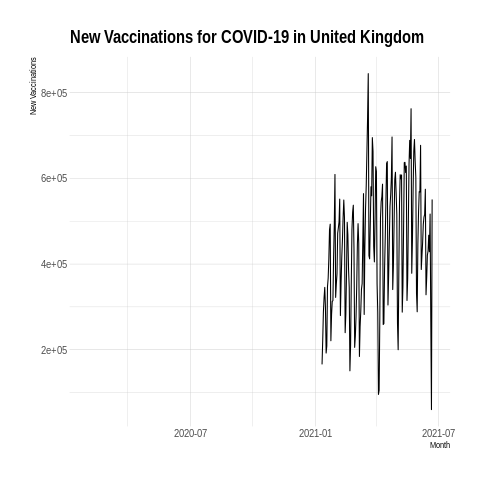 New Vaccinations for COVID-19 in United Kingdom
New Vaccinations
8e+05
6e+05
4e+05
2e+05
2020-07
2021-01
2021-07
Month